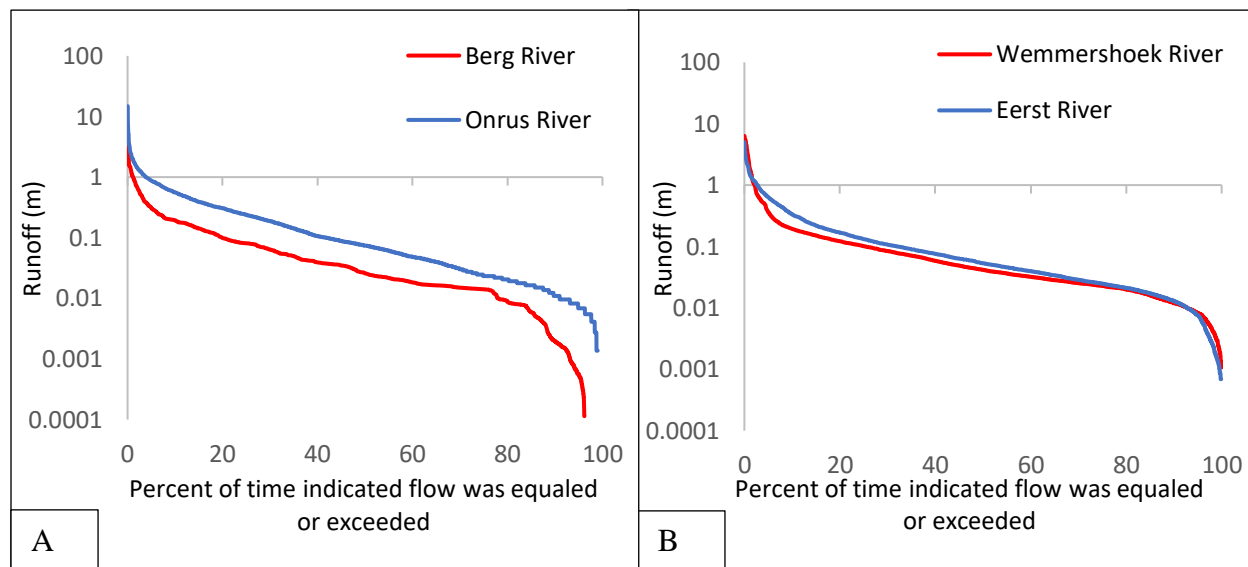 Berg River
Onrus River
100
10
1
0.1
0.01
0.001
0.0001
Runoff (m)
0 20 40 60 80 100
Percent of time indicated flow was equaled
or exceeded
A
Wemmershoek River
Eerst River
100
10
1
0.1
0.01
0.001
0.0001
Runoff (m)
0 20 40 60 80 100
Percent of time indicated flow was equaled
or exceeded
B